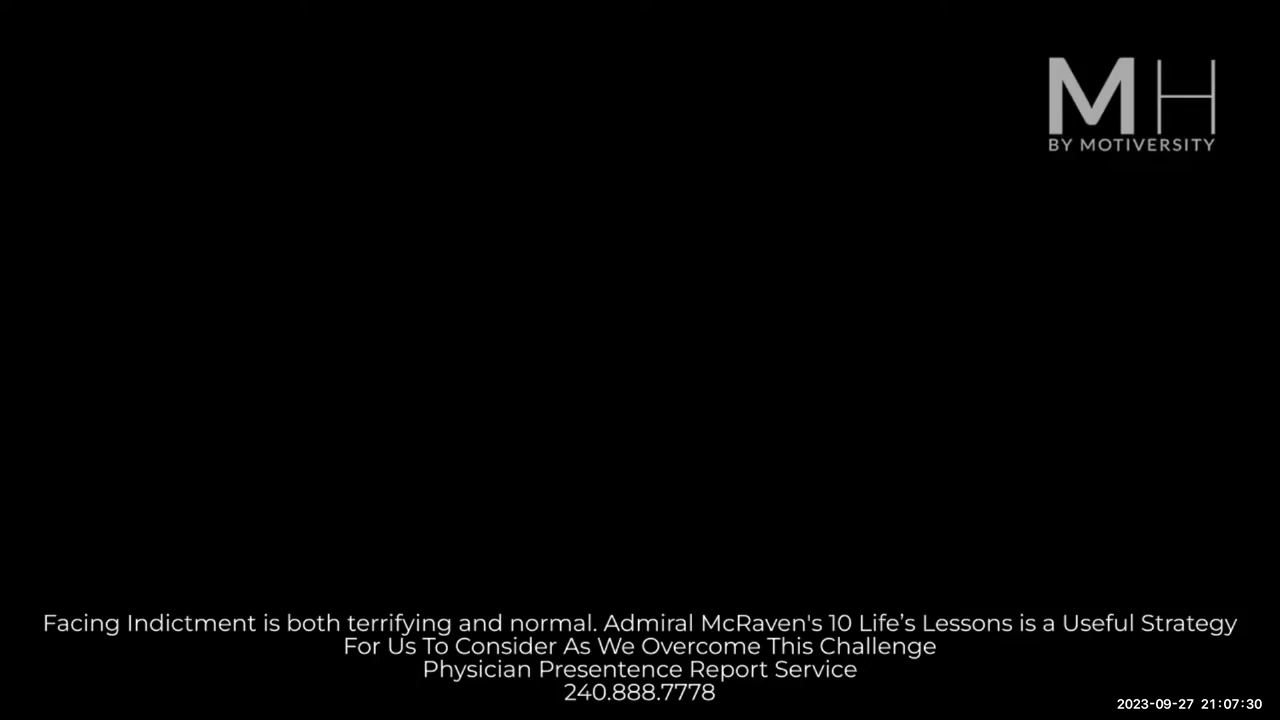 MH
BY MOTIVERSITY
Facing Indictment is both terrifying and normal. Admiral McRaven's 10 Life’s Lessons is a Useful Strategy
For Us To Consider As We Overcome This Challenge
Physician Presentence Report Service
240.888.7778
2023-09-27 21:07:30